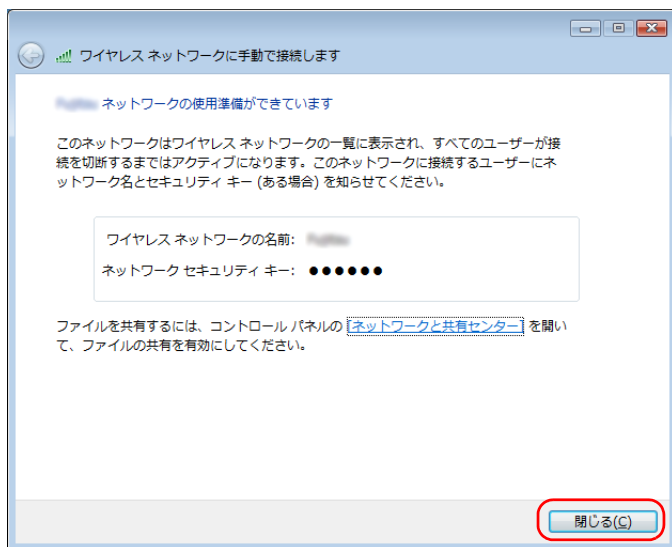 ワイヤレス ネットワークに手動で接続します
ネットワークの使用準備ができています
このネットワークはワイヤレス ネットワークの一覧に表示され、すべてのユーザーが接
続を切断するまではアクティブになります。このネットワークに接続するユーザーにネ
ットワーク名とセキュリティ キー (ある場合) を知らせてください。
ワイヤレス ネットワークの名前:
ネットワーク セキュリティ キー: ●●●●●●
ファイルを共有するには、コントロール パネルの [ネットワークと共有センター] を開い
て、ファイルの共有を有効にしてください。
閉じる(C)